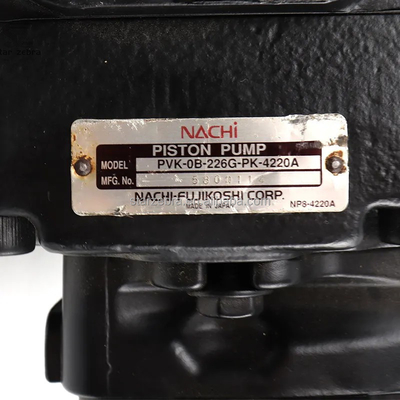 NACHi
PISTON PUMP
MODEL PVK-0B-226G-PK-4220A
MFG. No.
NACHI-FUJIKOSHI CORP.
MADE IN JAPAN
NPS-4220A